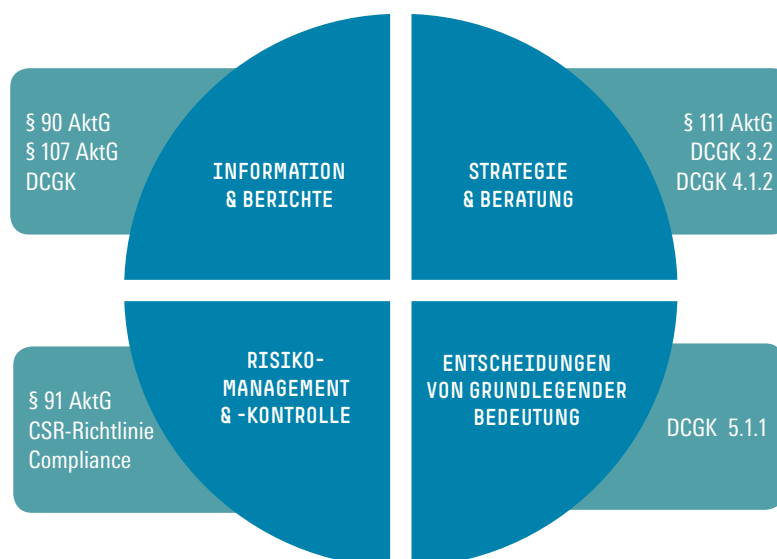 § 90 AktG
§ 107 AktG
DCGK
INFORMATION
& BERICHTE
STRATEGIE
& BERATUNG
§ 111 AktG
DCGK 3.2
DCGK 4.1.2
§ 91 AktG
CSR-Richtlinie
Compliance
RISIKO-
MANAGEMENT
& -KONTROLLE
ENTSCHEIDUNGEN
VON GRUNDLEGENDER
BEDEUTUNG
DCGK 5.1.1